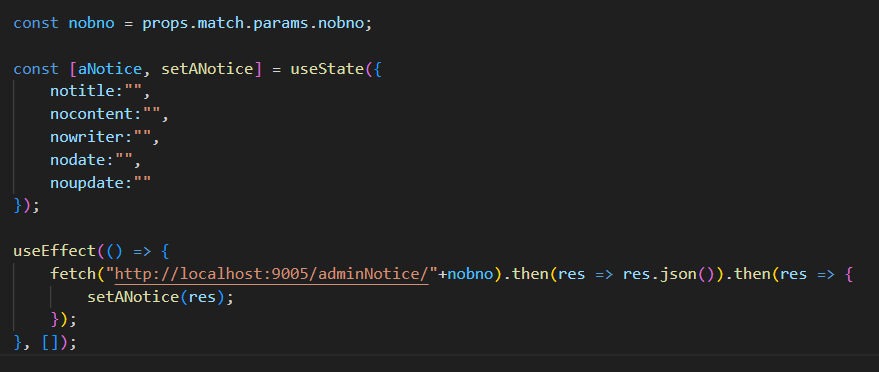 const nobno = props.match.params.nobno;
const [aNotice, setANotice] = useState({
notitle:"",
nocontent:"",
nowriter:"",
nodate:"",
noupdate:""
});
useEffect(() => {
fetch("http://localhost:9005/adminNotice/"+nobno).then(res => res.json()).then(res => {
setANotice(res);
});
}, []);